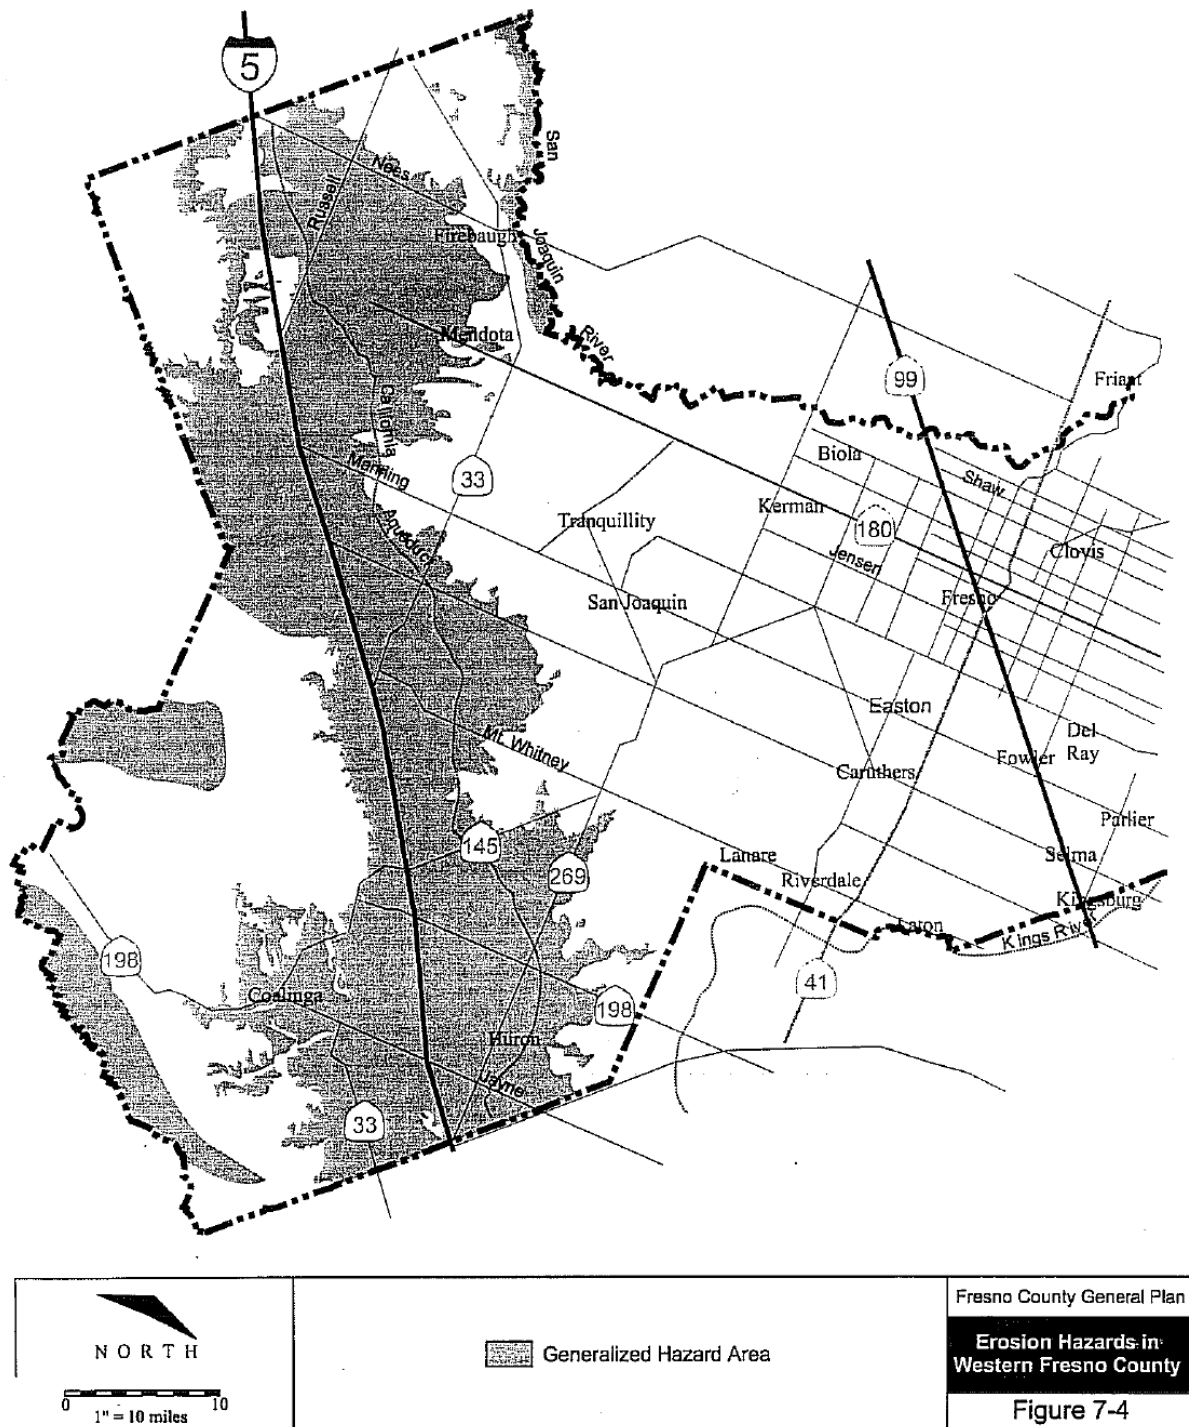 5
San
Nees
Russell
Firebaugh
Joaquin
Mendota
River
99
Friant
California
Biola
Manning
33
Shaw
Kerman
Tranquillity
180
Aqueduct
Jensen
Clovis
San Joaquin
Fresno
Easton
Mt. Whitney
Del
Ray
Fowler
Caruthers
Parlier
145
Lanare
Selma
269
Riverdale
Kingsburg
Laton
Kings River
198
41
Coalinga
198
Huron
Jayne
33
NORTH
0 10
1" = 10 miles
Generalized Hazard Area
Fresno County General Plan
Erosion Hazards in
Western Fresno County
Figure 7-4